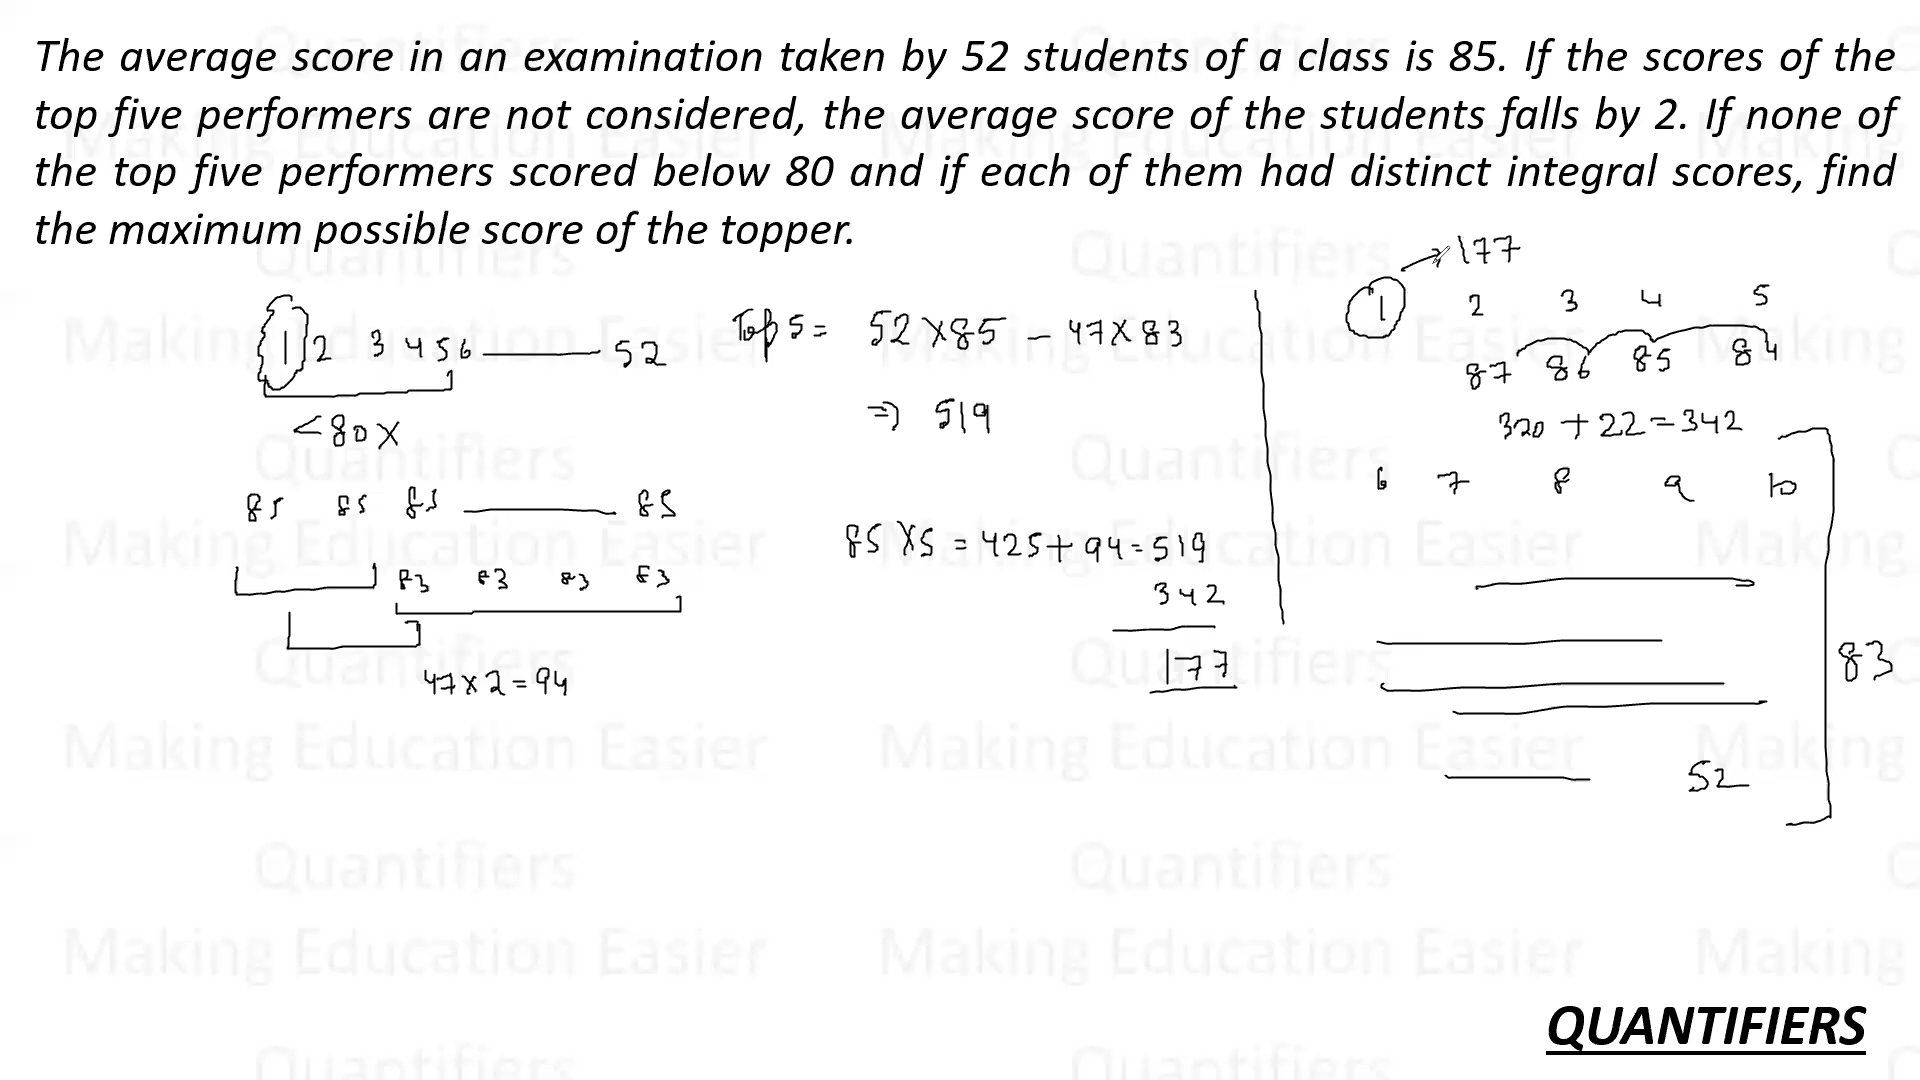 The average score in an examination taken by 52 students of a class is 85. If the scores of the
top five performers are not considered, the average score of the students falls by 2. If none of
the top five performers scored below 80 and if each of them had distinct integral scores, find
the maximum possible score of the topper.
1 2 3 4 5 6 52
<80 X
85 85 85 85
83 83 83 83
47 x 2 = 94
Top 5 = 52 X 85 - 47 X 83
=> 519
85 X 5 = 425 + 94 = 519
342
177
177
1 2 3 4 5
87 86 85 84
320 + 22 = 342
6 7 8 9 10
83
52
Quantifiers
Making Education Easier
QUANTIFIERS